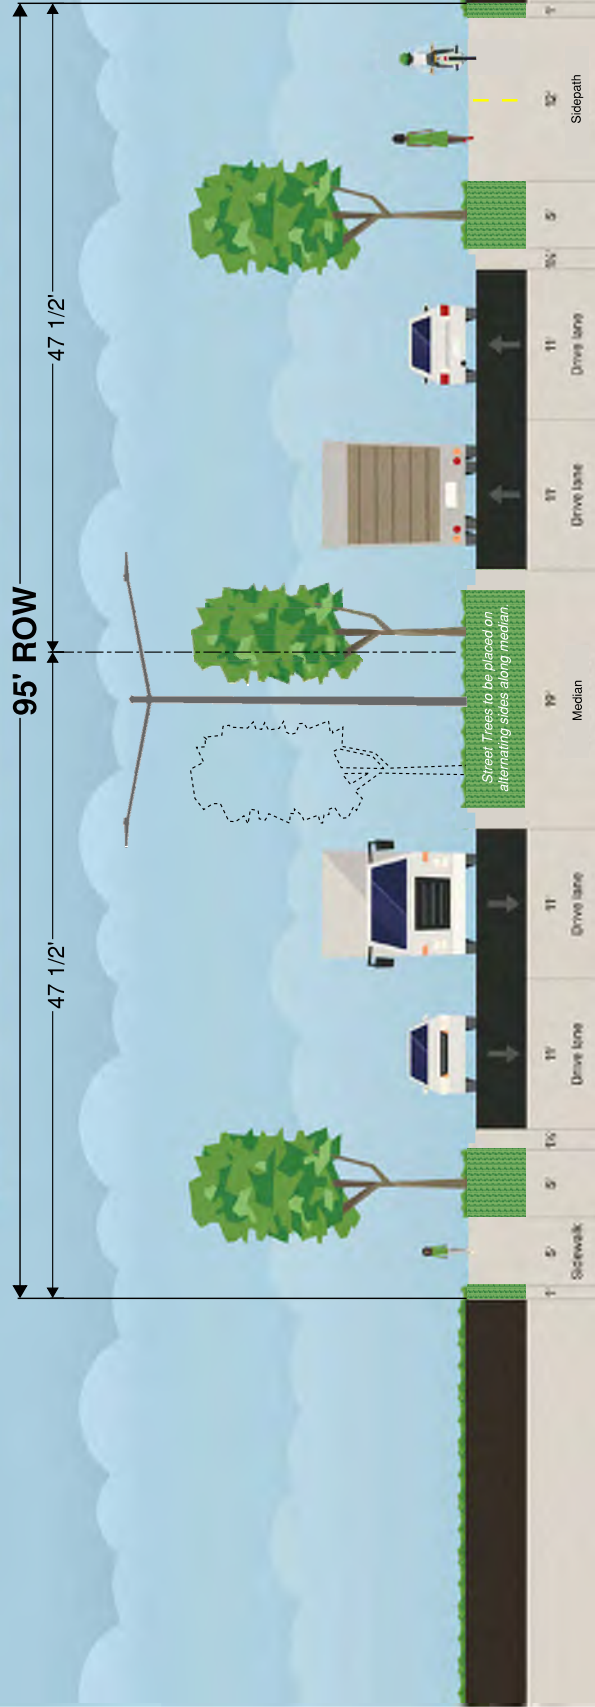 95' ROW
47 1/2' 47 1/2'
Street Trees to be placed on
alternating sides along median.
1' 5' 5' 1½' 11' 11' 19' 11' 11' 1½' 5' 12' 1'
Sidewalk Drive lane Drive lane Median Drive lane Drive lane Sidepath